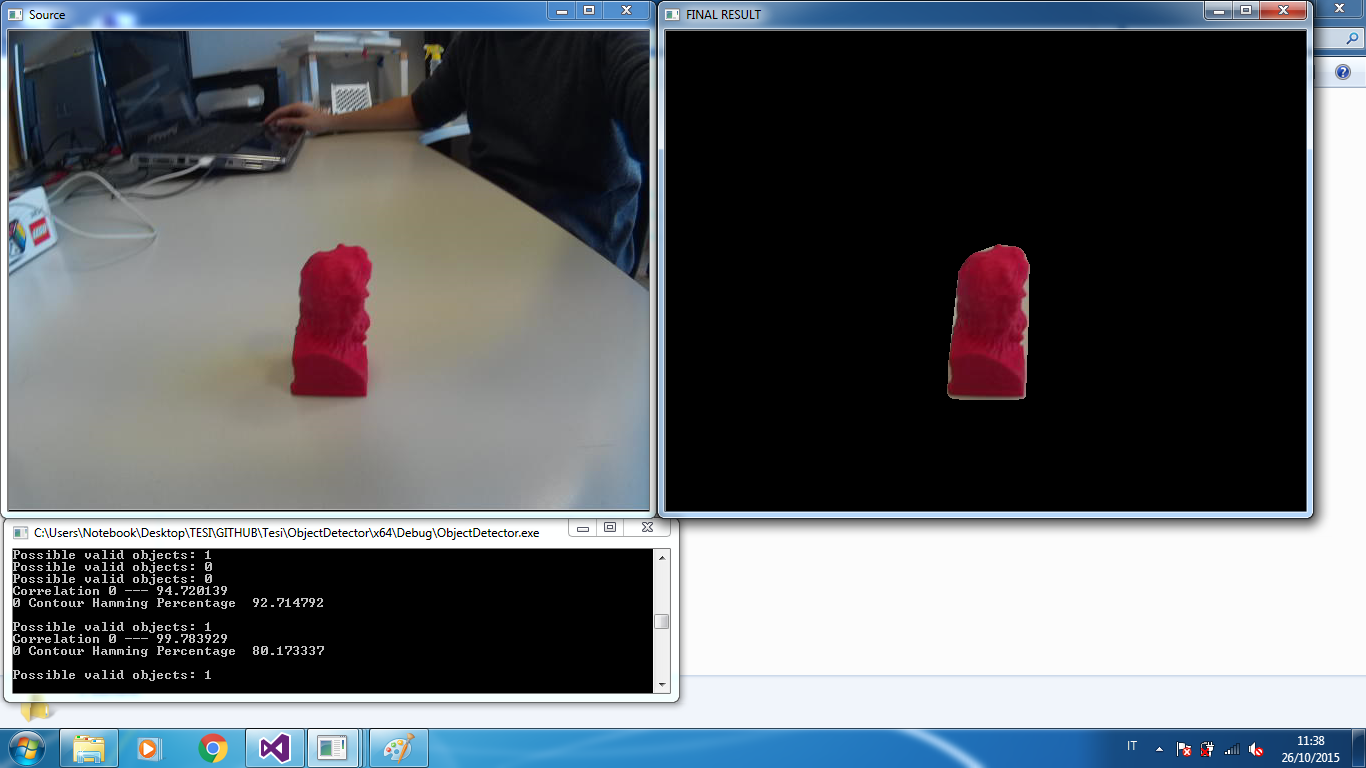 Source
FINAL RESULT
LEGO
C:\Users\Notebook\Desktop\TESI\GITHUB\Tesi\ObjectDetector\x64\Debug\ObjectDetector.exe
Possible valid objects: 1
Possible valid objects: 0
Possible valid objects: 0
Correlation 0 --- 94.720139
0 Contour Hamming Percentage 92.714792
Possible valid objects: 1
Correlation 0 --- 99.783929
0 Contour Hamming Percentage 80.173337
Possible valid objects: 1
IT
11:38
26/10/2015